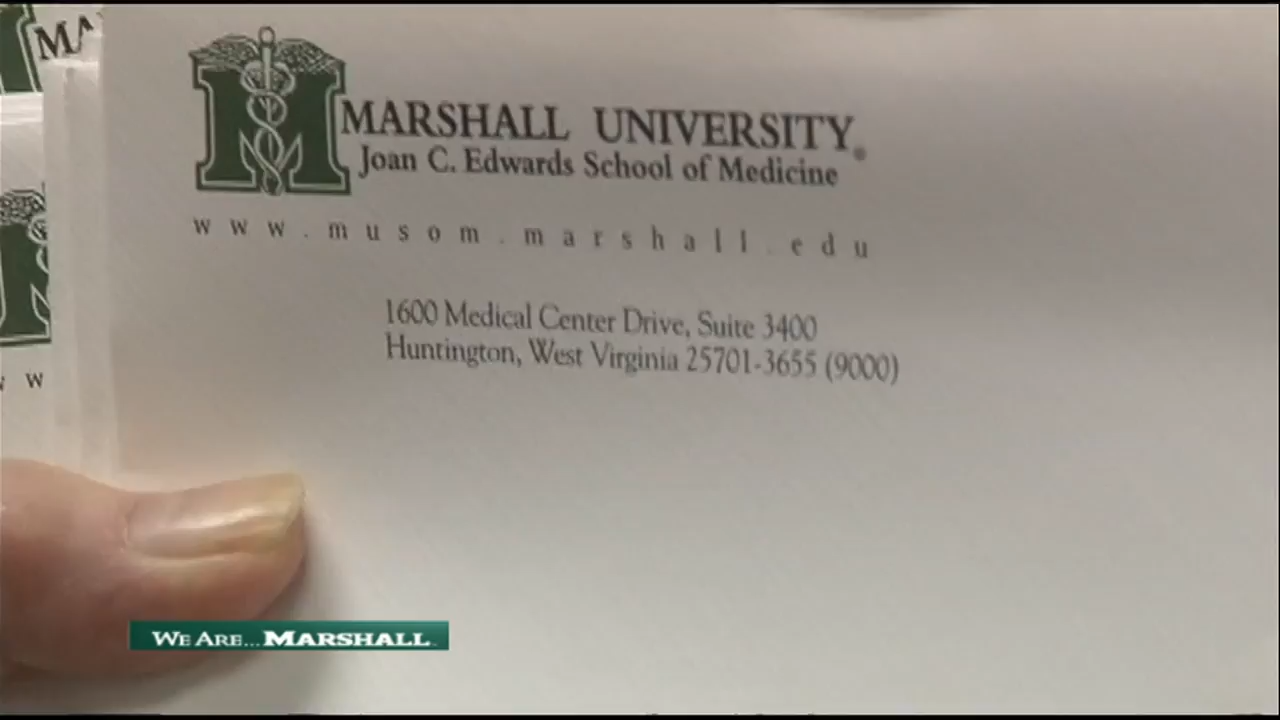 MA
MARSHALL UNIVERSITY®
Joan C. Edwards School of Medicine
www.musom.marshall.edu
1600 Medical Center Drive, Suite 3400
Huntington, West Virginia 25701-3655 (9000)
w
WE ARE... MARSHALL